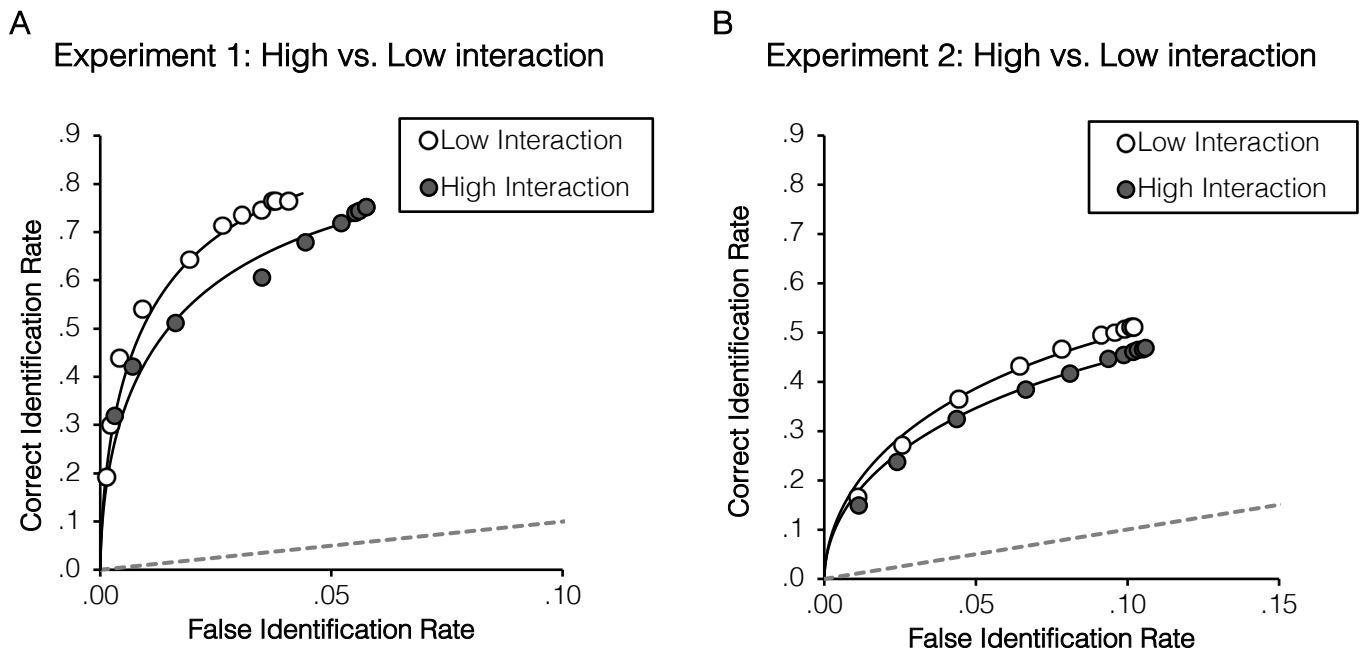 A
Experiment 1: High vs. Low interaction
Low Interaction
High Interaction
Correct Identification Rate
.9
.8
.7
.6
.5
.4
.3
.2
.1
.0
.00 .05 .10
False Identification Rate
B
Experiment 2: High vs. Low interaction
Low Interaction
High Interaction
Correct Identification Rate
.9
.8
.7
.6
.5
.4
.3
.2
.1
.0
.00 .05 .10 .15
False Identification Rate